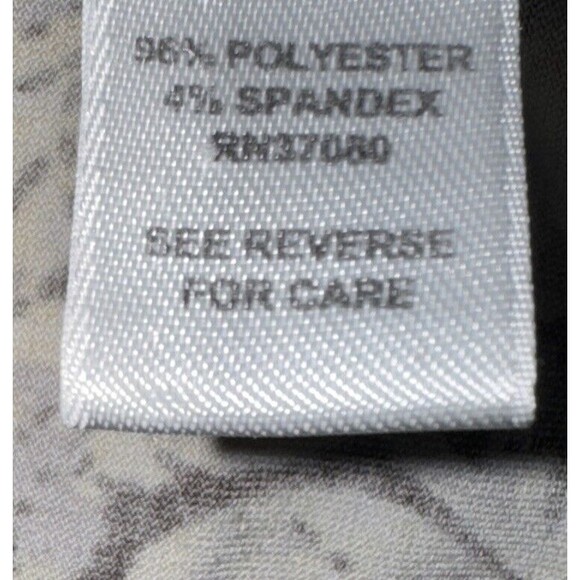 96% POLYESTER
4% SPANDEX
RN37080
SEE REVERSE
FOR CARE